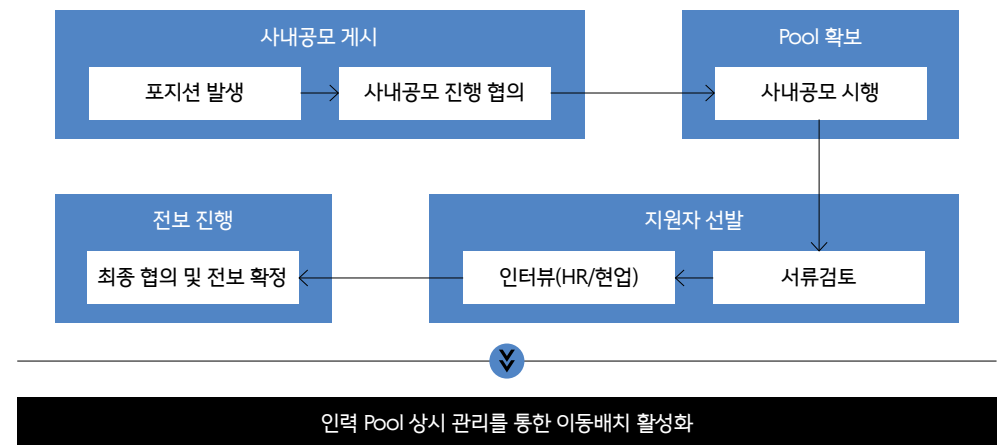 사내공모 게시
포지션 발생
사내공모 진행 협의
Pool 확보
사내공모 시행
지원자 선발
서류검토
인터뷰(HR/현업)
전보 진행
최종 협의 및 전보 확정
인력 Pool 상시 관리를 통한 이동배치 활성화